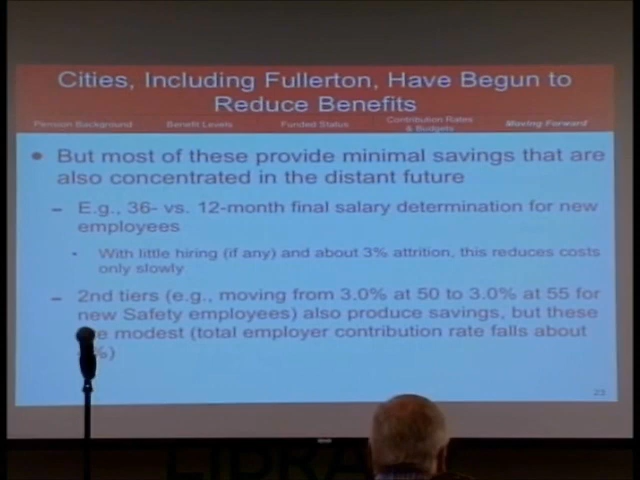 Cities, Including Fullerton, Have Begun to
Reduce Benefits
Pension Background Benefit Levels Funded Status Contribution Rates & Budgets Moving Forward
• But most of these provide minimal savings that are
also concentrated in the distant future
– E.g., 36- vs. 12-month final salary determination for new
employees
• With little hiring (if any) and about 3% attrition, this reduces costs
only slowly
– 2nd tiers (e.g., moving from 3.0% at 50 to 3.0% at 55 for
new Safety employees) also produce savings, but these
modest (total employer contribution rate falls about
%)
23